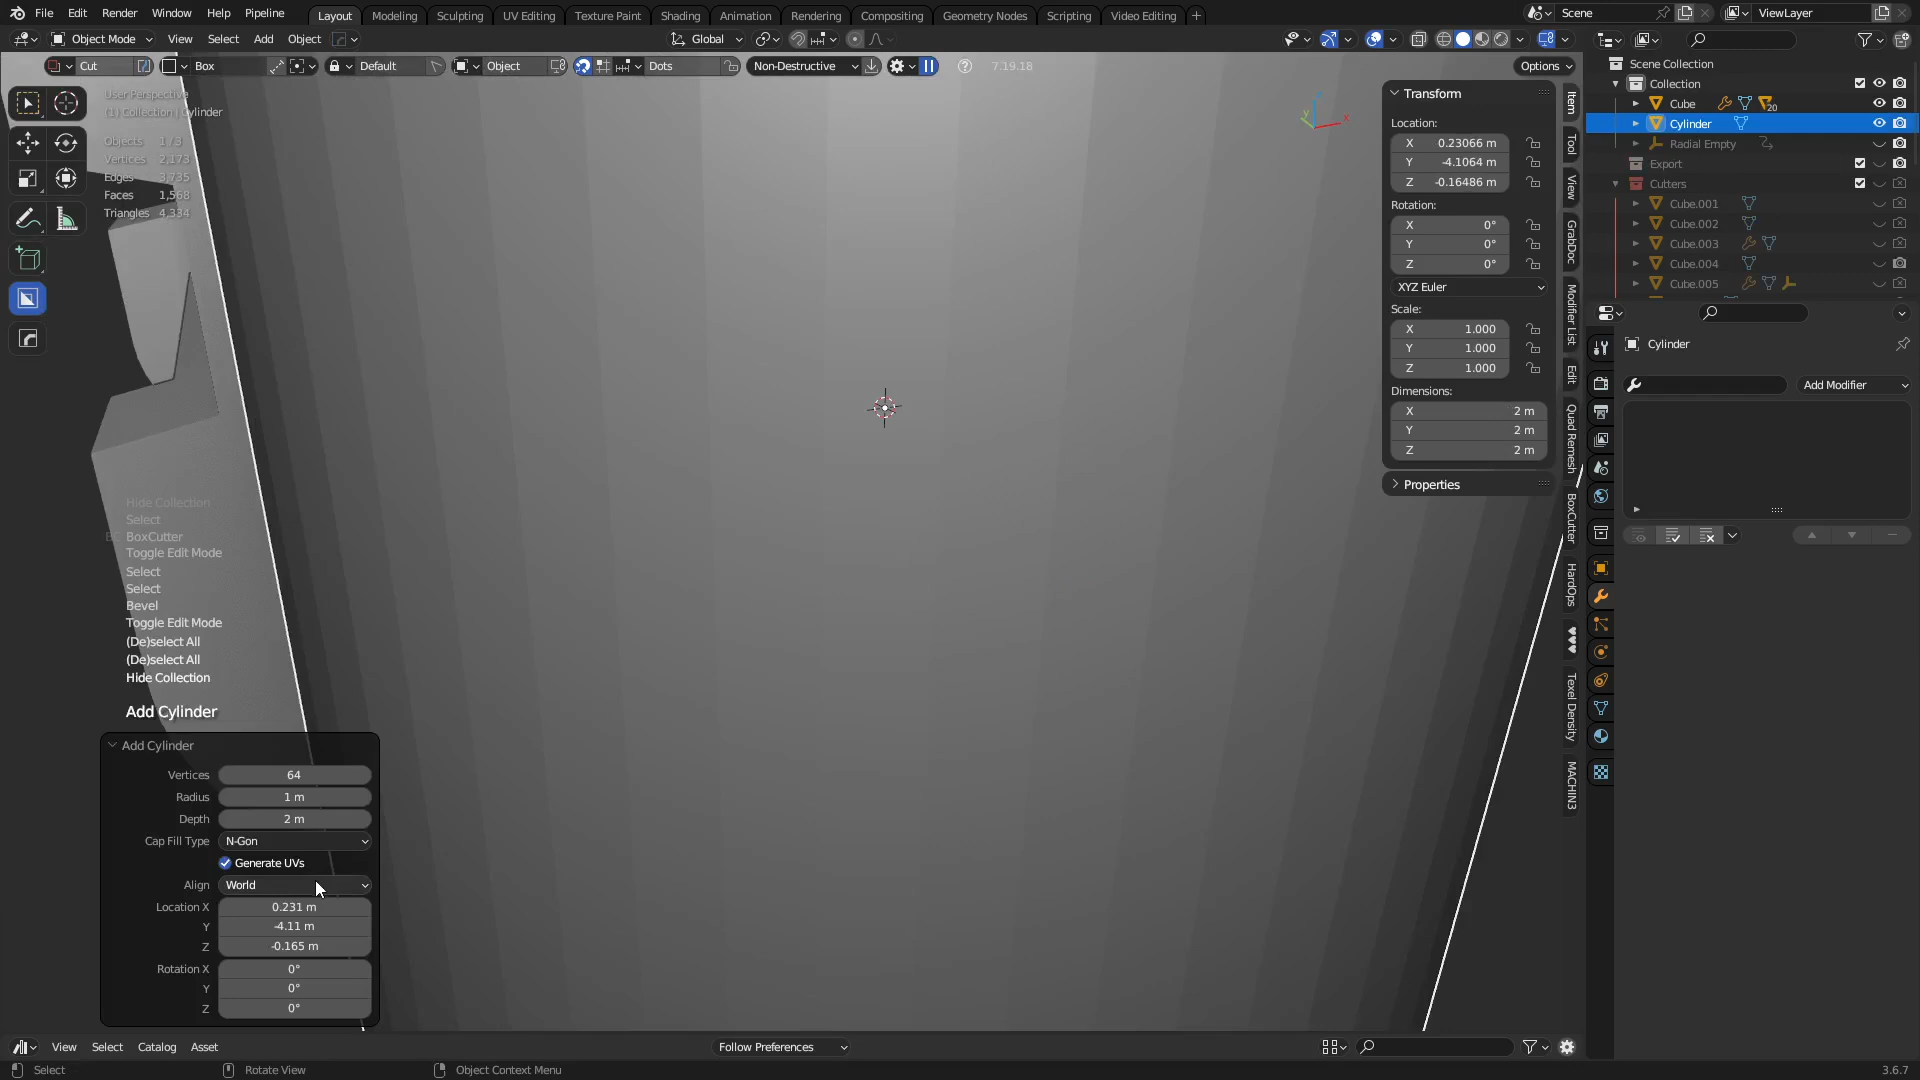 File Edit Render Window Help Pipeline
Layout Modeling Sculpting UV Editing Texture Paint Shading Animation Rendering Compositing Geometry Nodes Scripting Video Editing +
Scene ViewLayer
Object Mode View Select Add Object
Global
Cut Box Default Object Dots Non-Destructive 7.19.18 Options
User Perspective
(1) Collection | Cylinder
Objects 1 / 3
Vertices 2,173
Edges 3,735
Faces 1,568
Triangles 4,334
Hide Collection
Select
BC BoxCutter
Toggle Edit Mode
Select
Select
Bevel
Toggle Edit Mode
(De)select All
(De)select All
Hide Collection
Add Cylinder
Add Cylinder
Vertices 64
Radius 1 m
Depth 2 m
Cap Fill Type N-Gon
Generate UVs
Align World
Location X 0.231 m
Y -4.11 m
Z -0.165 m
Rotation X 0°
Y 0°
Z 0°
Z
Y
X
Transform
Location:
X 0.23066 m
Y -4.1064 m
Z -0.16486 m
Rotation:
X 0°
Y 0°
Z 0°
XYZ Euler
Scale:
X 1.000
Y 1.000
Z 1.000
Dimensions:
X 2 m
Y 2 m
Z 2 m
Properties
Item
Tool
View
GrabDoc
Modifier List
Edit
Quad Remesh
BoxCutter
HardOps
♥♥♥
Texel Density
MACHIN3
Scene Collection
Collection
Cube 20
Cylinder
Radial Empty
Export
Cutters
Cube.001
Cube.002
Cube.003
Cube.004
Cube.005
Cylinder
Add Modifier
View Select Catalog Asset
Follow Preferences
Select Rotate View Object Context Menu
3.6.7